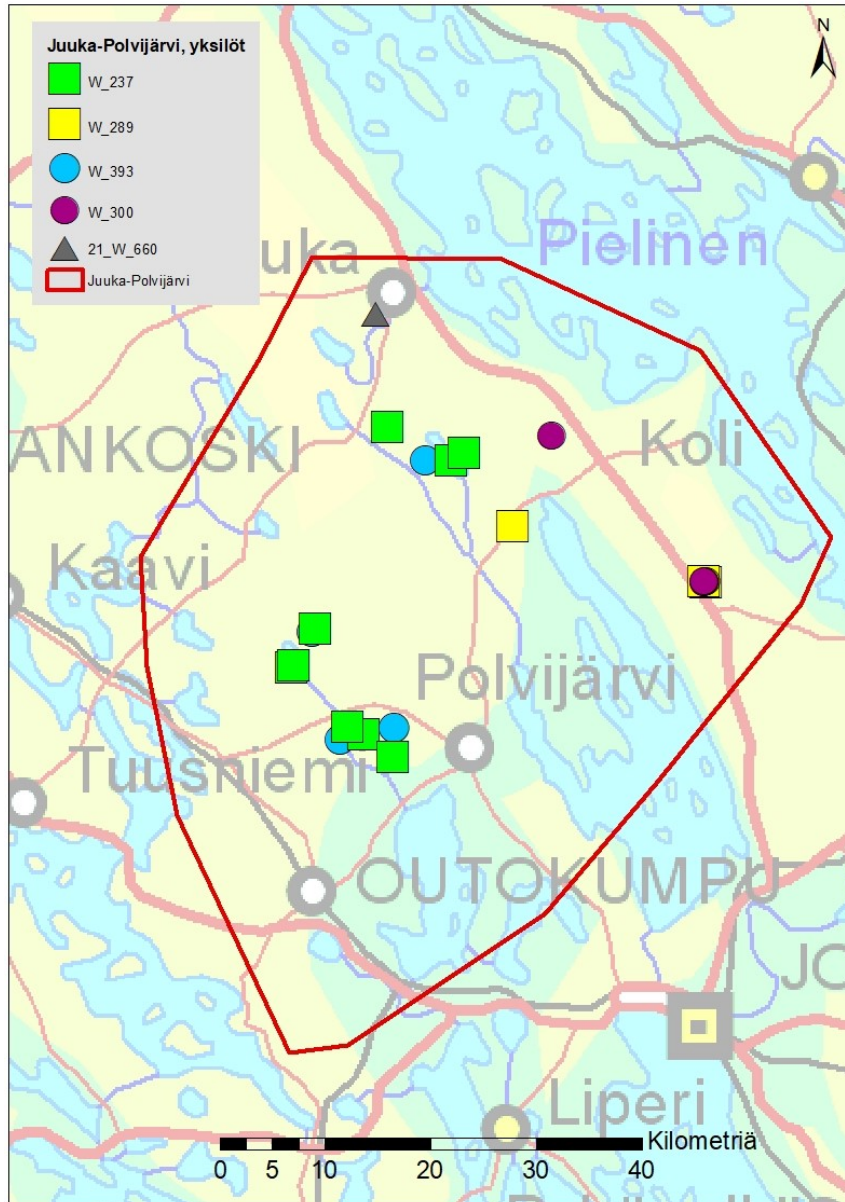 Juuka-Polvijärvi, yksilöt
W_237
W_289
W_393
W_300
21_W_660
Juuka-Polvijärvi
N
uuka
Pielinen
ANKOSKI
Koli
Kaavi
Polvijärvi
Tuusniemi
OUTOKUMPU
JO
Liperi
Kilometriä
0 5 10 20 30 40